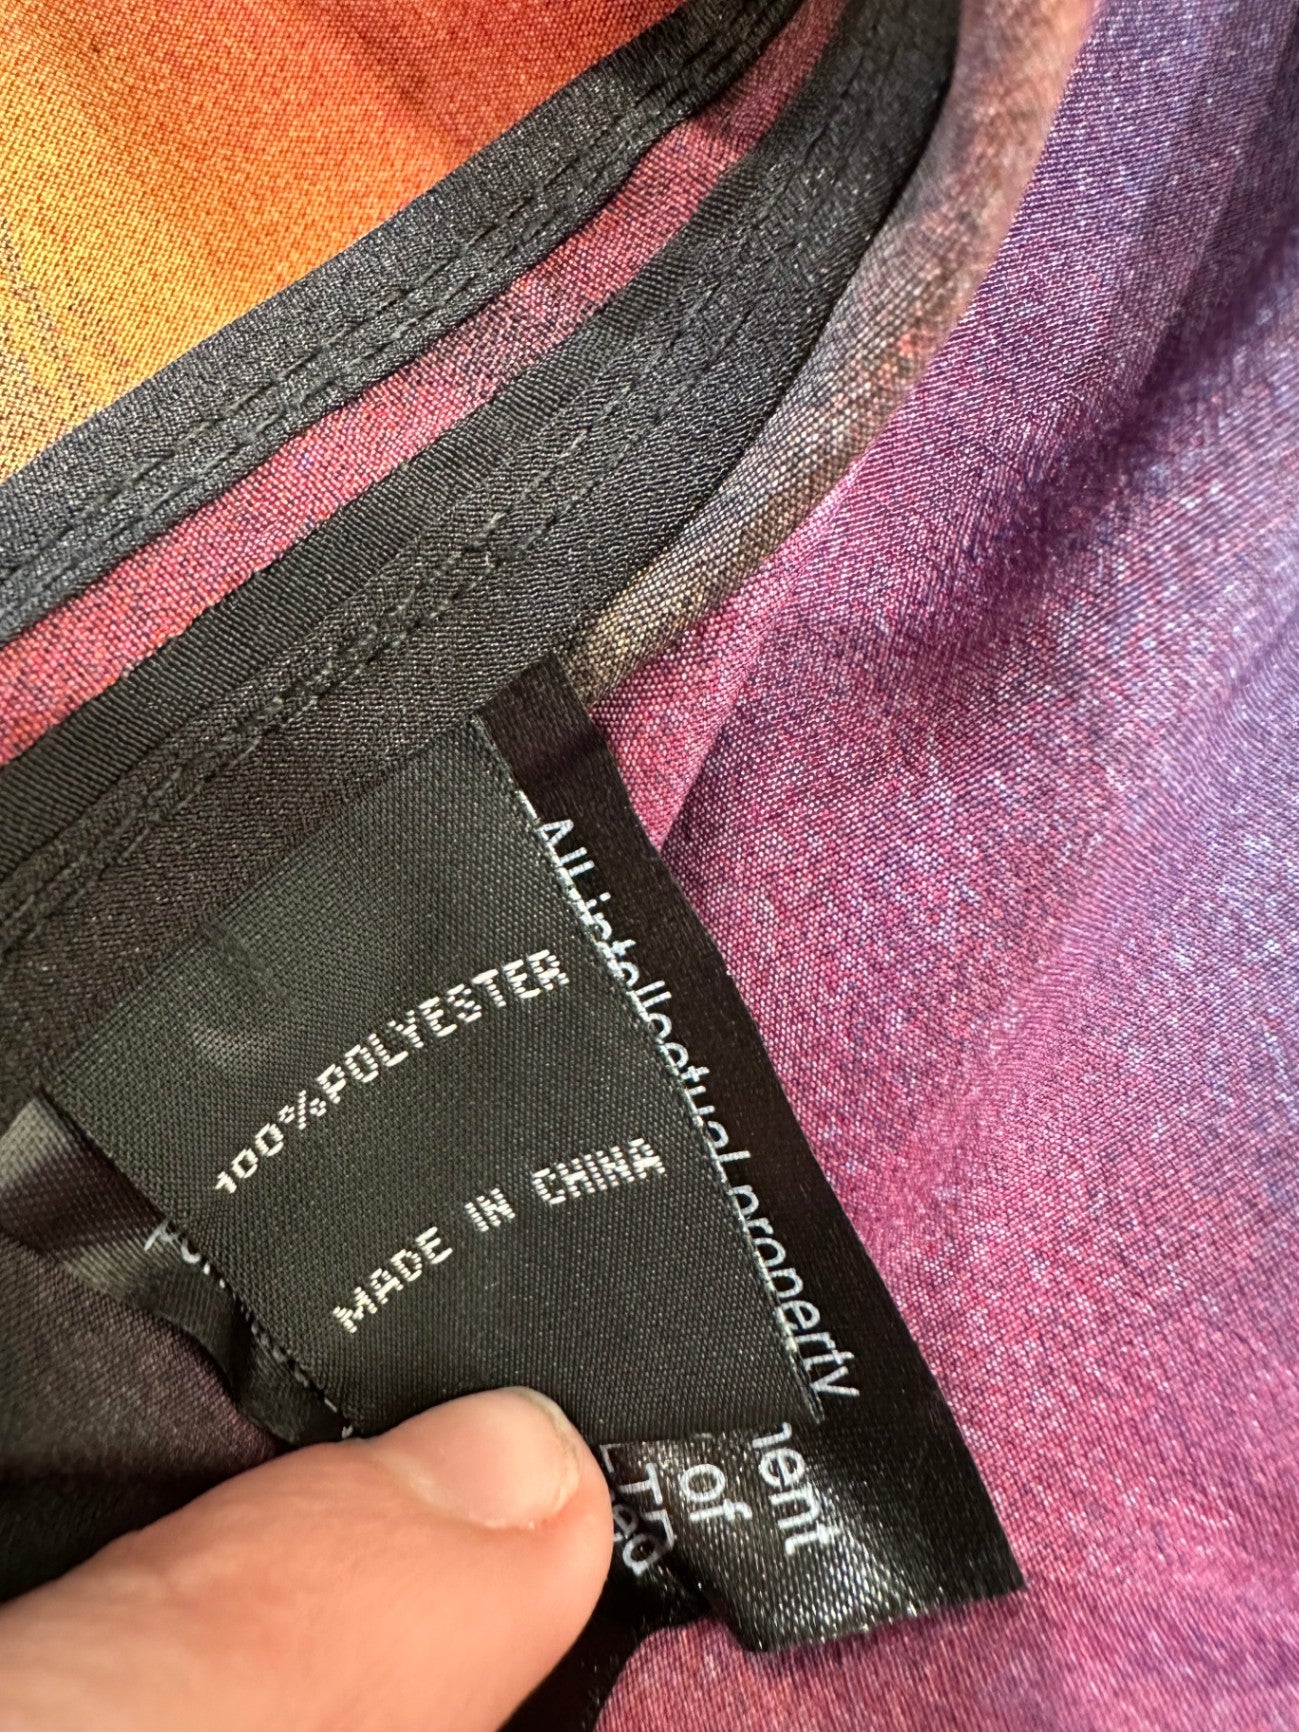 100%POLYESTER
MADE IN CHINA
All intellectual property
of